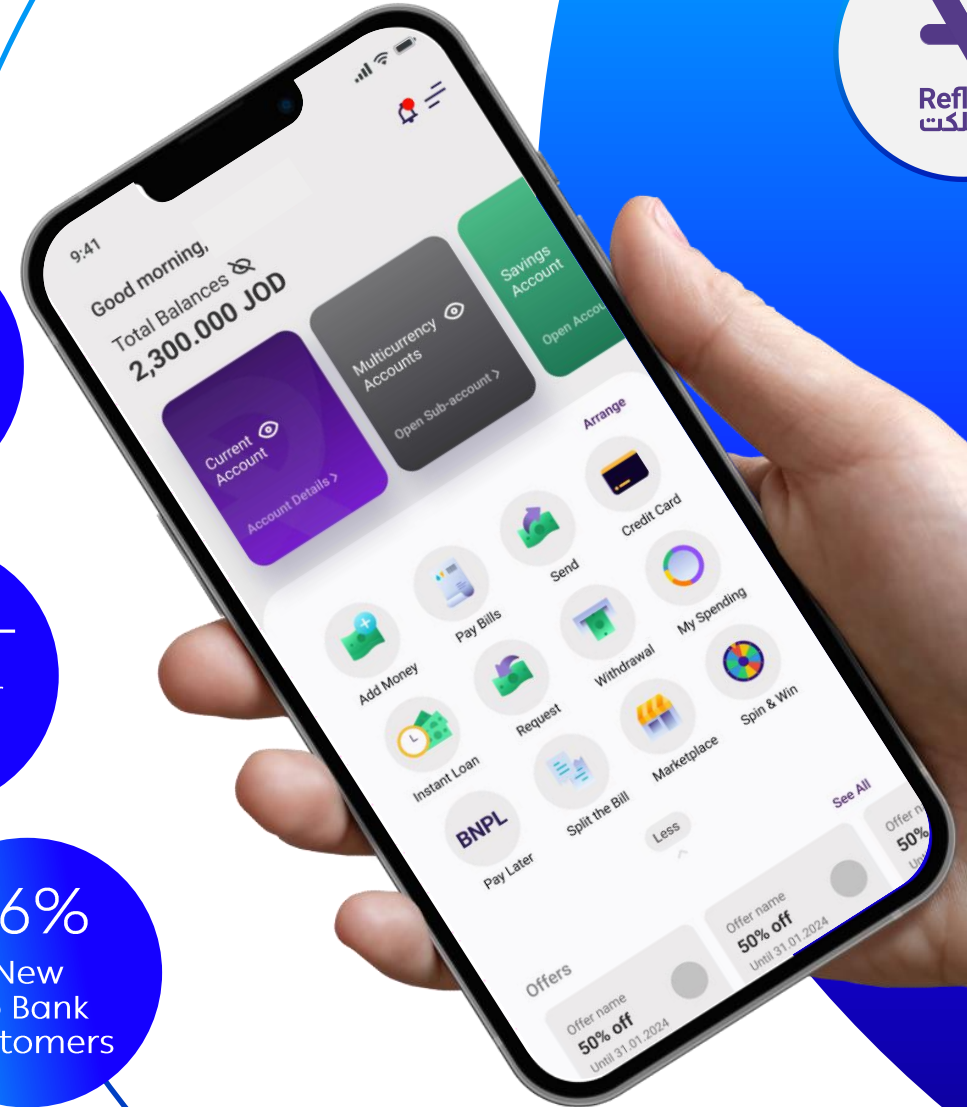 9:41
Good morning,
Total Balances
2,300.000 JOD
Current
Account
Account Details >
Multicurrency
Accounts
Open Sub-account >
Savings
Account
Open
Arrange
Add Money
Pay Bills
Send
Credit Card
Instant Loan
Request
Withdrawal
My Spending
BNPL
Pay Later
Split the Bill
Marketplace
Spin & Win
Less
Offers
See All
Offer name
50% off
Until 31.01.2024
Offer name
50% off
Until 31.01.2024
Offer
50%
6%
New
Bank